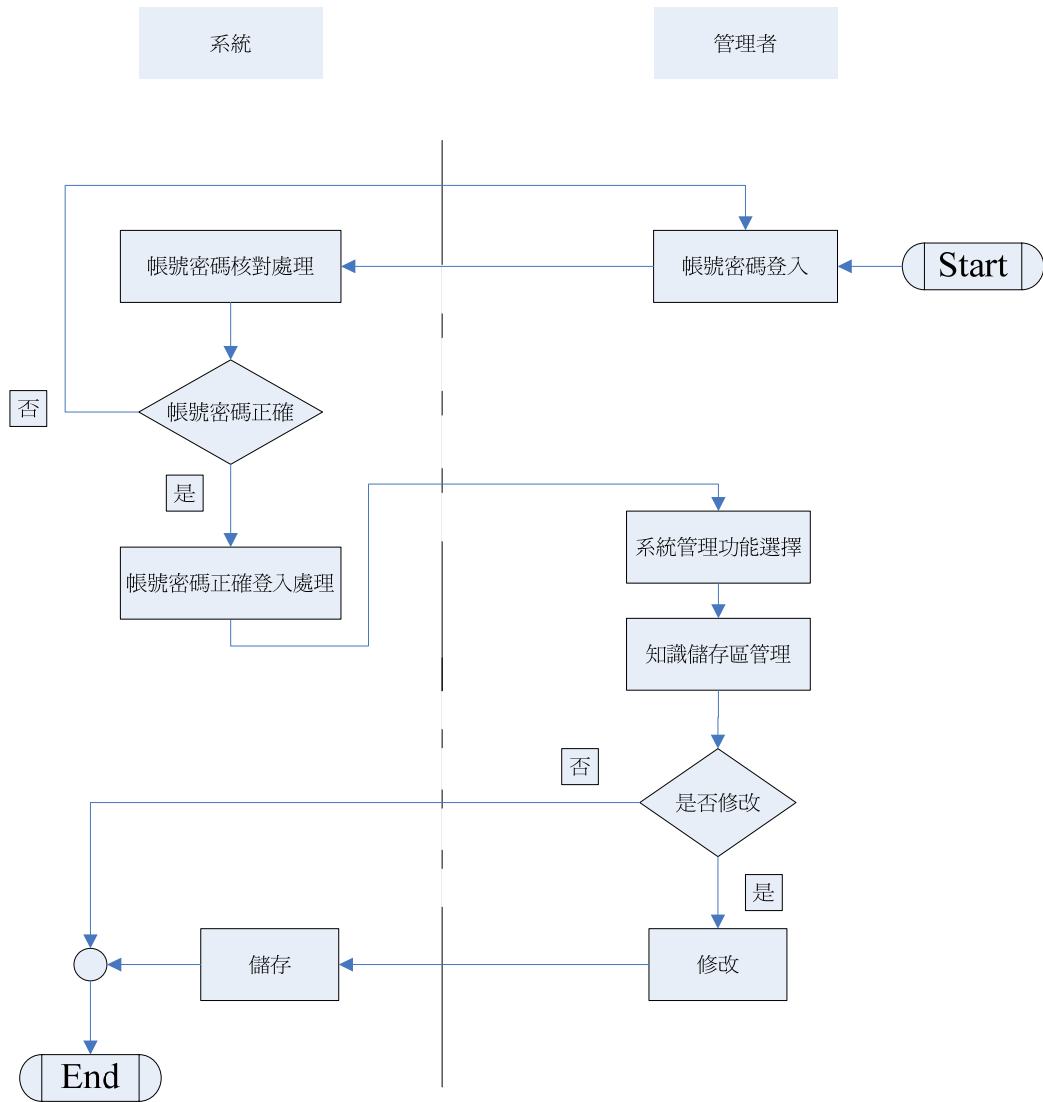 系統
管理者
帳號密碼核對處理
帳號密碼登入
Start
否
帳號密碼正確
是
系統管理功能選擇
帳號密碼正確登入處理
知識儲存區管理
否
是否修改
是
儲存
修改
End